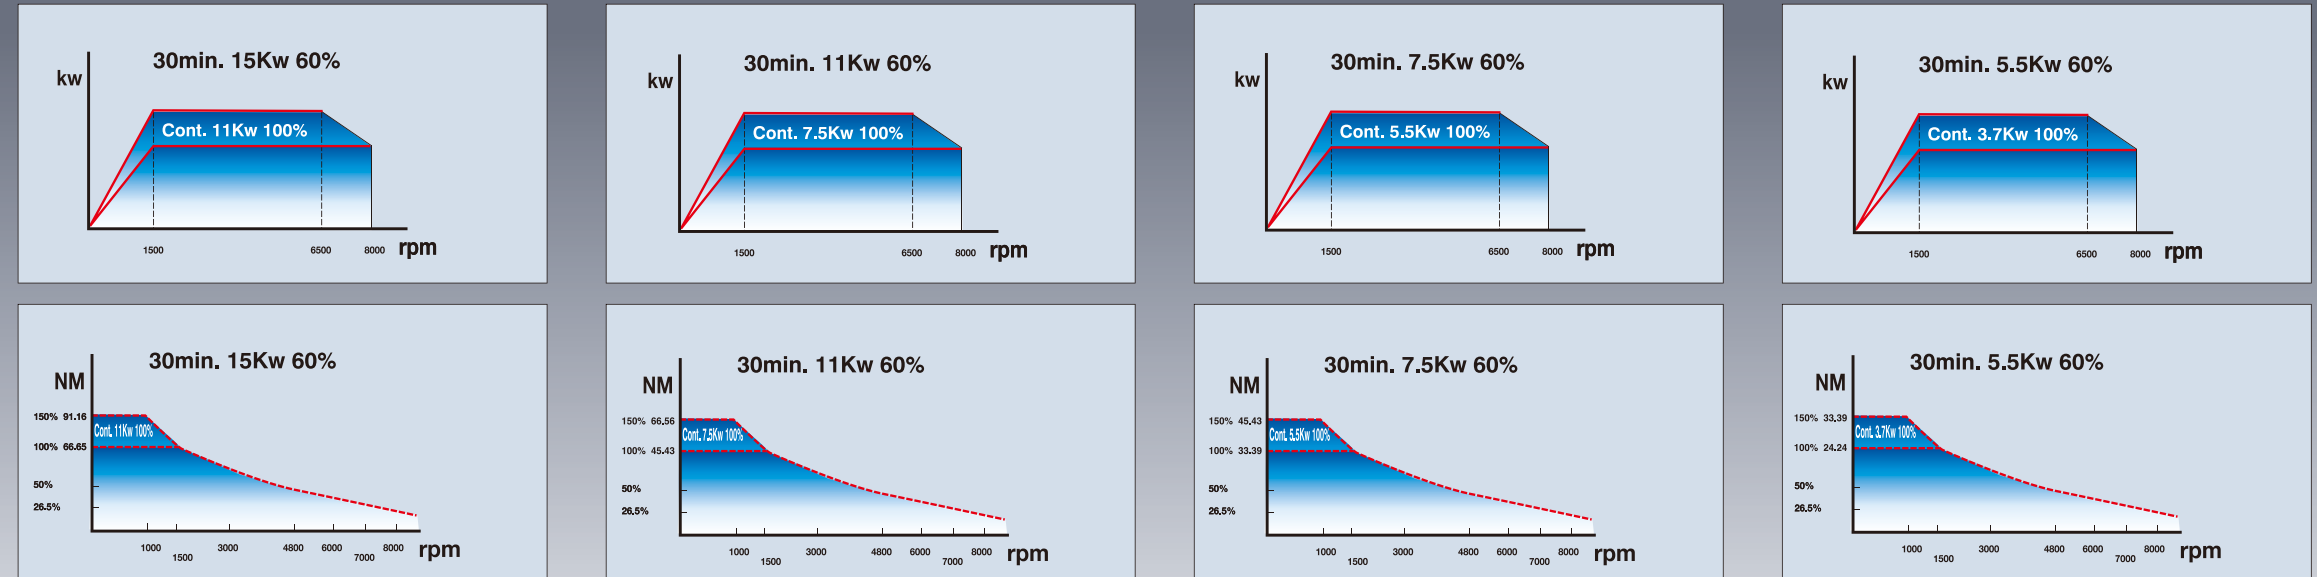 30min. 15Kw 60%
kw
Cont. 11Kw 100%
1500 6500 8000 rpm
30min. 11Kw 60%
kw
Cont. 7.5Kw 100%
1500 6500 8000 rpm
30min. 7.5Kw 60%
kw
Cont. 5.5Kw 100%
1500 6500 8000 rpm
30min. 5.5Kw 60%
kw
Cont. 3.7Kw 100%
1500 6500 8000 rpm
30min. 15Kw 60%
NM
150% 91.16
Cont. 11Kw 100%
100% 66.65
50%
26.5%
1000 3000 4800 6000 8000 rpm
1500 7000
30min. 11Kw 60%
NM
150% 66.56
Cont. 7.5Kw 100%
100% 45.43
50%
26.5%
1000 3000 4800 6000 8000 rpm
1500 7000
30min. 7.5Kw 60%
NM
150% 45.43
Cont. 5.5Kw 100%
100% 33.39
50%
26.5%
1000 3000 4800 6000 8000 rpm
1500 7000
30min. 5.5Kw 60%
NM
150% 33,39
Cont. 3.7Kw 100%
100% 24.24
50%
26.5%
1000 3000 4800 6000 8000 rpm
1500 7000